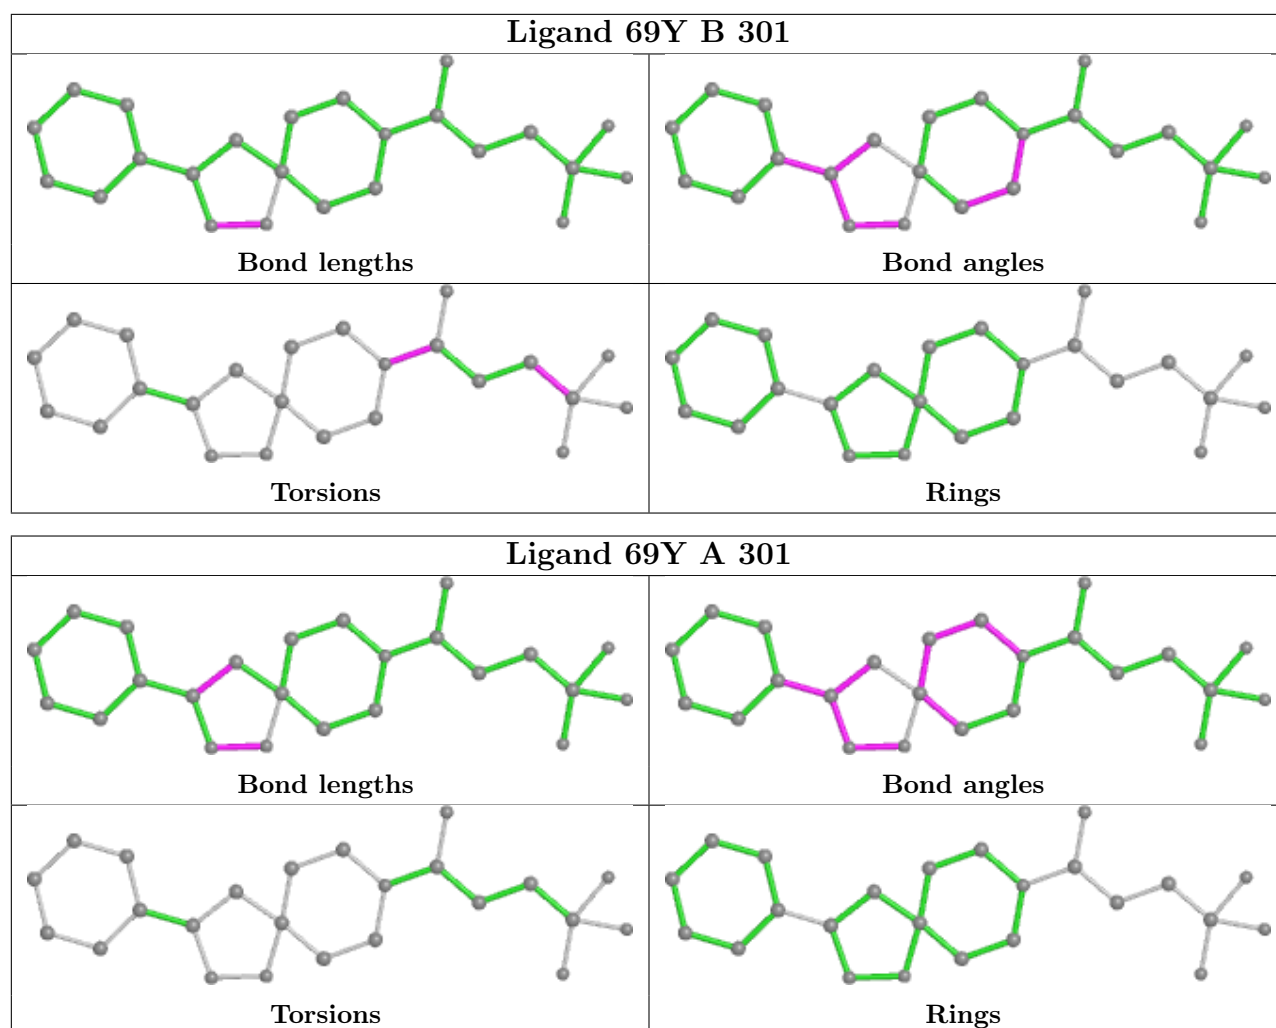 Ligand 69Y B 301
Bond lengths
Bond angles
Torsions
Rings
Ligand 69Y A 301
Bond lengths
Bond angles
Torsions
Rings